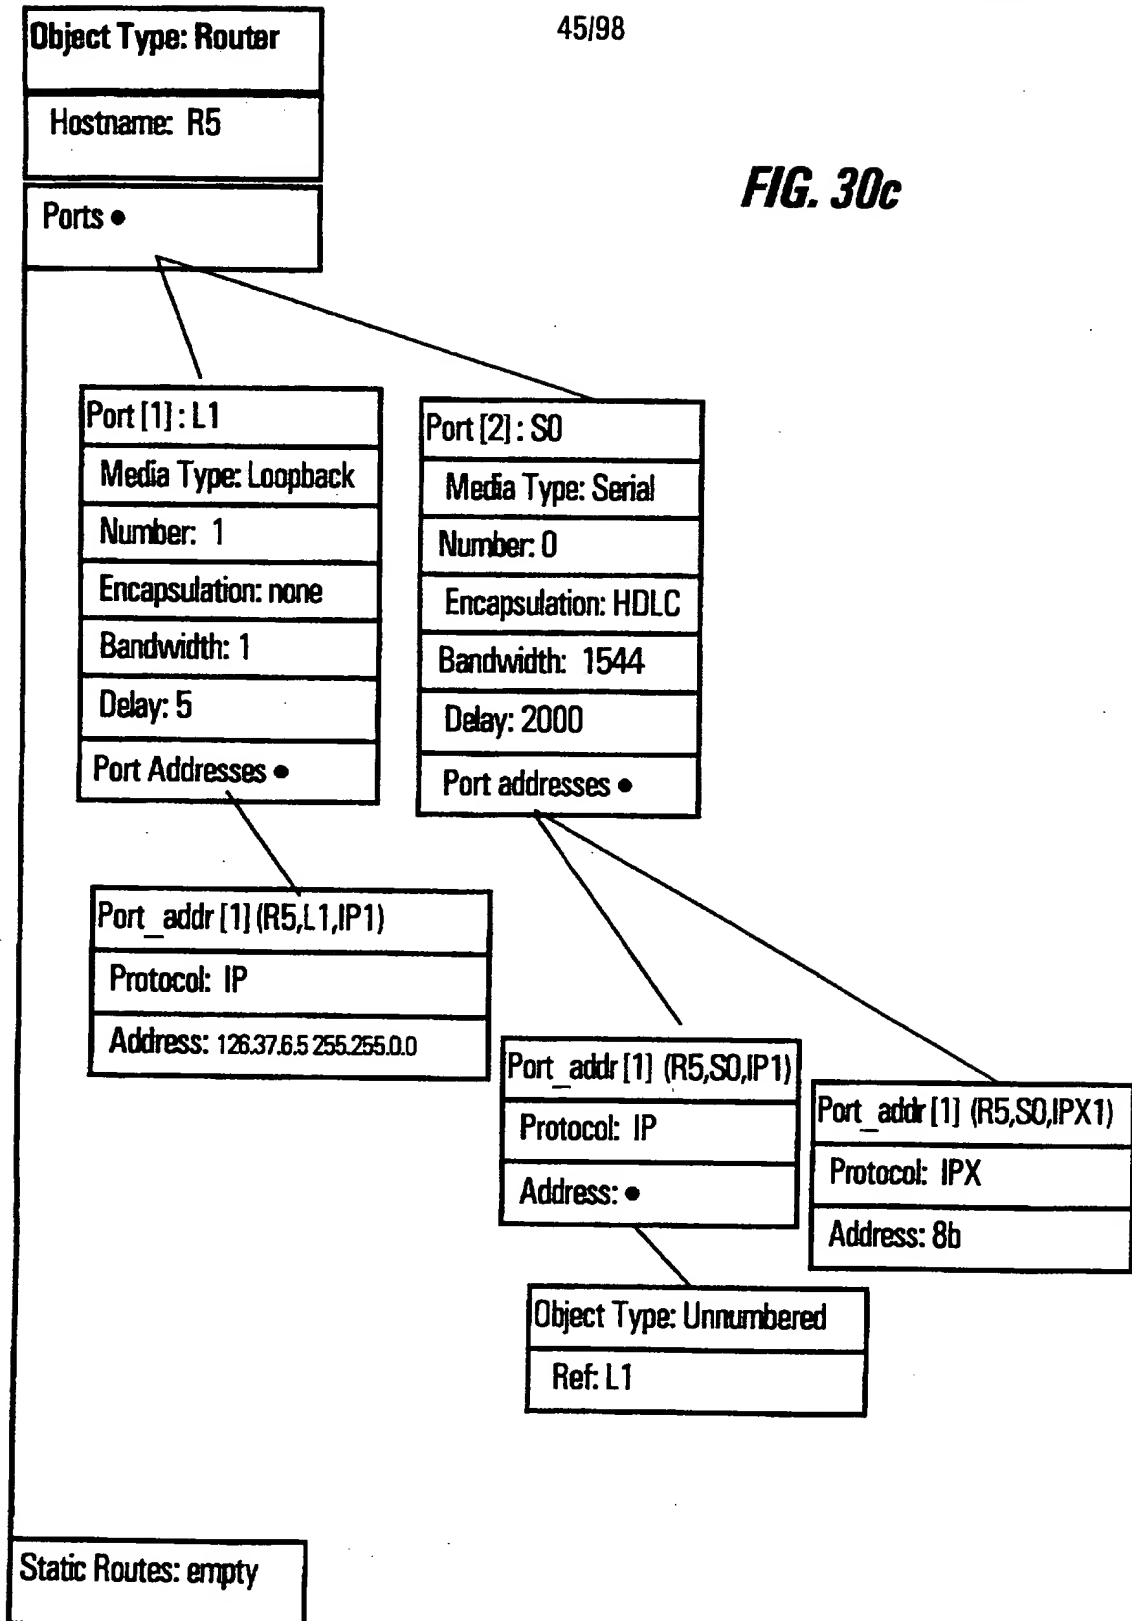 45/98
Object Type: Router
Hostname: R5
FIG. 30c
Ports •
Port [1] : L1
Media Type: Loopback
Number: 1
Encapsulation: none
Bandwidth: 1
Delay: 5
Port Addresses •
Port [2] : S0
Media Type: Serial
Number: 0
Encapsulation: HDLC
Bandwidth: 1544
Delay: 2000
Port addresses •
Port_addr [1] (R5,L1,IP1)
Protocol: IP
Address: 126.37.6.5 255.255.0.0
Port_addr [1] (R5,S0,IP1)
Protocol: IP
Address: •
Port_addr [1] (R5,S0,IPX1)
Protocol: IPX
Address: 8b
Object Type: Unnumbered
Ref: L1
Static Routes: empty